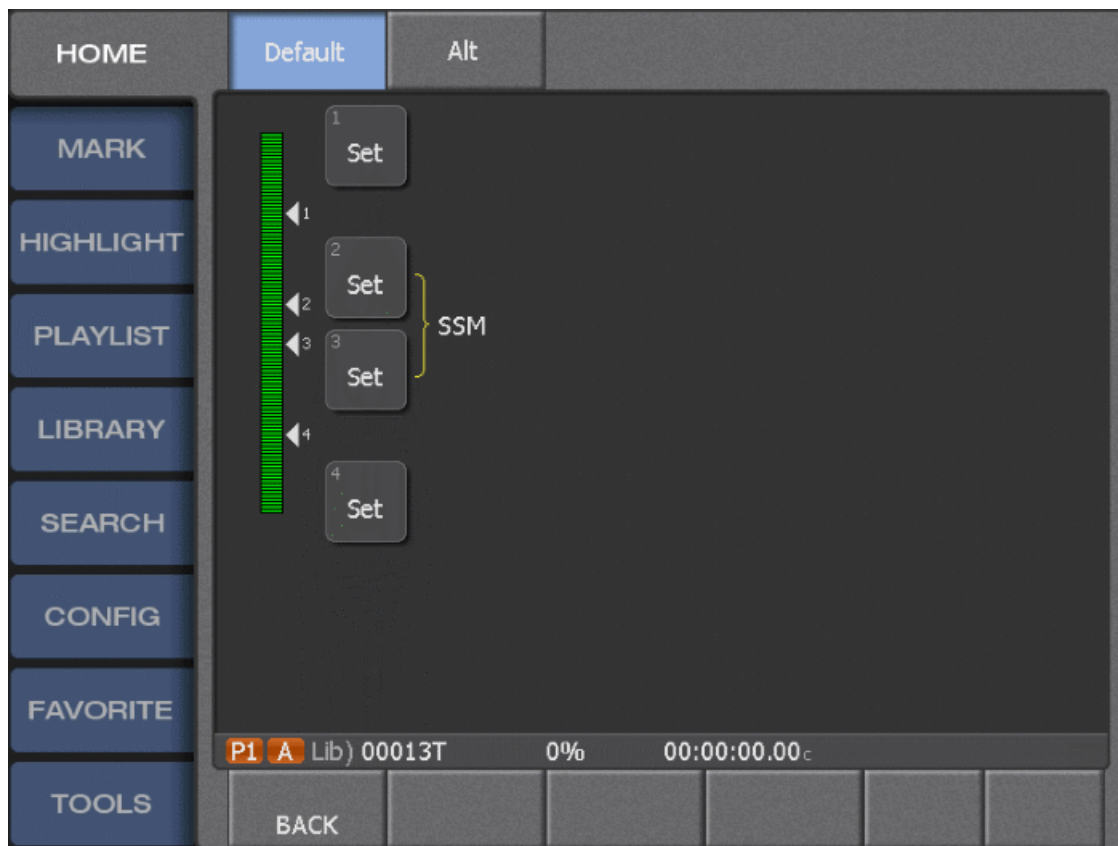 HOME
Default
Alt
MARK
HIGHLIGHT
PLAYLIST
LIBRARY
SEARCH
CONFIG
FAVORITE
TOOLS
1
Set
1
2
Set
2
SSM
3
3
Set
4
4
Set
P1 A Lib) 00013T 0% 00:00:00.00c
BACK